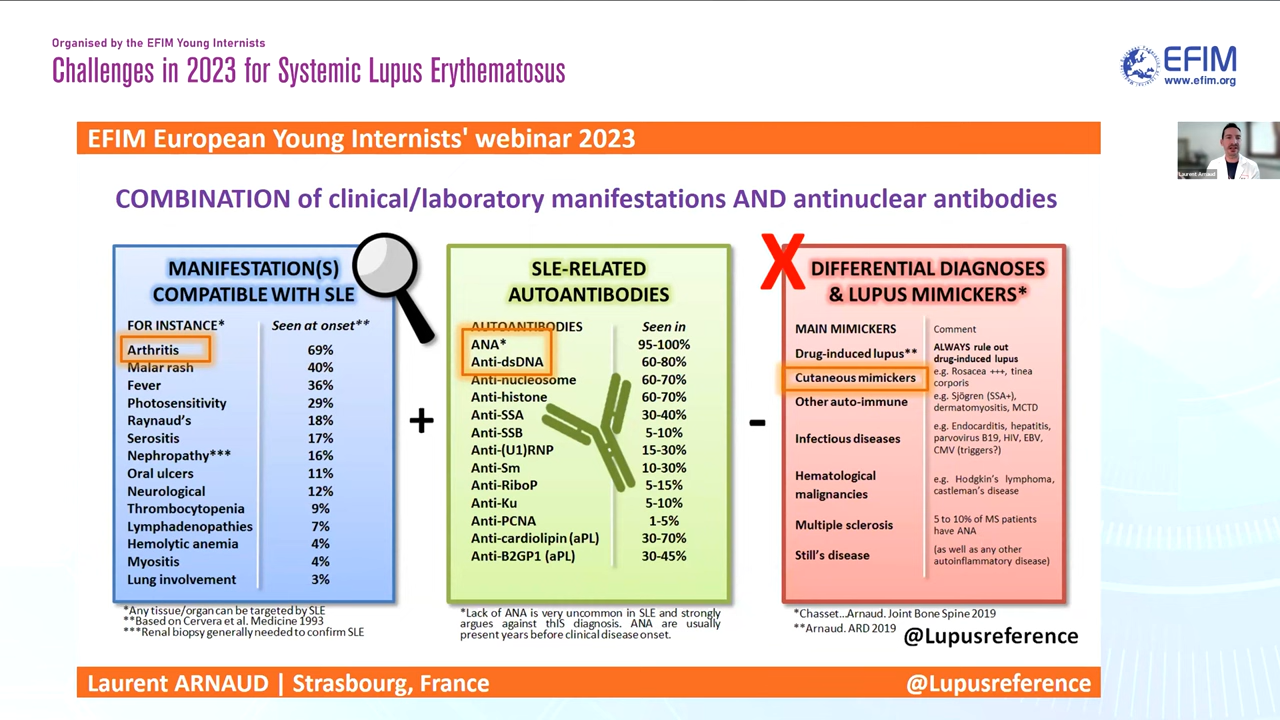 Organised by the EFIM Young Internists
Challenges in 2023 for Systemic Lupus Erythematosus
EFIM
www.efim.org
EFIM European Young Internists' webinar 2023
Laurent Arnaud
COMBINATION of clinical/laboratory manifestations AND antinuclear antibodies
MANIFESTATION(S)
COMPATIBLE WITH SLE
FOR INSTANCE* Seen at onset**
Arthritis 69%
Malar rash 40%
Fever 36%
Photosensitivity 29%
Raynaud's 18%
Serositis 17%
Nephropathy*** 16%
Oral ulcers 11%
Neurological 12%
Thrombocytopenia 9%
Lymphadenopathies 7%
Hemolytic anemia 4%
Myositis 4%
Lung involvement 3%
*Any tissue/organ can be targeted by SLE
**Based on Cervera et al. Medicine 1993
***Renal biopsy generally needed to confirm SLE
+
SLE-RELATED
AUTOANTIBODIES
AUTOANTIBODIES Seen in
ANA* 95-100%
Anti-dsDNA 60-80%
Anti-nucleosome 60-70%
Anti-histone 60-70%
Anti-SSA 30-40%
Anti-SSB 5-10%
Anti-(U1)RNP 15-30%
Anti-Sm 10-30%
Anti-RiboP 5-15%
Anti-Ku 5-10%
Anti-PCNA 1-5%
Anti-cardiolipin (aPL) 30-70%
Anti-B2GP1 (aPL) 30-45%
*Lack of ANA is very uncommon in SLE and strongly
argues against thIS diagnosis. ANA are usually
present years before clinical disease onset.
-
X
DIFFERENTIAL DIAGNOSES
& LUPUS MIMICKERS*
MAIN MIMICKERS Comment
Drug-induced lupus** ALWAYS rule out
drug-induced lupus
Cutaneous mimickers e.g. Rosacea +++, tinea
corporis
Other auto-immune e.g. Sjögren (SSA+),
dermatomyositis, MCTD
Infectious diseases e.g. Endocarditis, hepatitis,
parvovirus B19, HIV, EBV,
CMV (triggers?)
Hematological
malignancies e.g. Hodgkin's lymphoma,
castleman's disease
Multiple sclerosis 5 to 10% of MS patients
have ANA
Still's disease (as well as any other
autoinflammatory disease)
*Chasset...Arnaud. Joint Bone Spine 2019
**Arnaud. ARD 2019
@Lupusreference
Laurent ARNAUD | Strasbourg, France
@Lupusreference